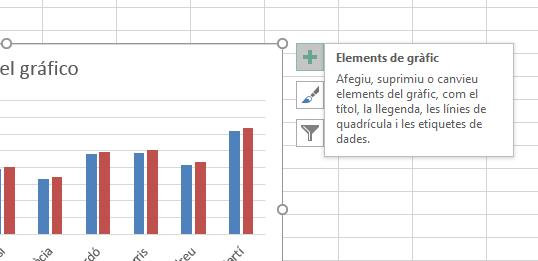 el gráfico
Elements de gràfic
Afegiu, suprimiu o canvieu
elements del gràfic, com el
títol, la llegenda, les línies de
quadrícula i les etiquetes de
dades.